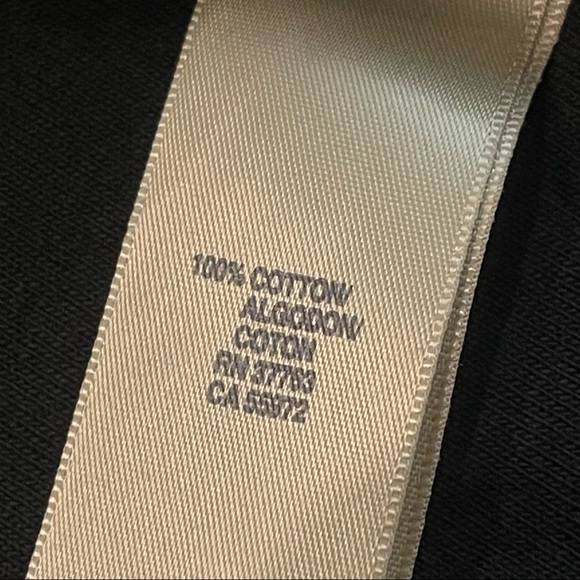 100% COTTON/
ALGODON/
COTON
RN 37763
CA 55972